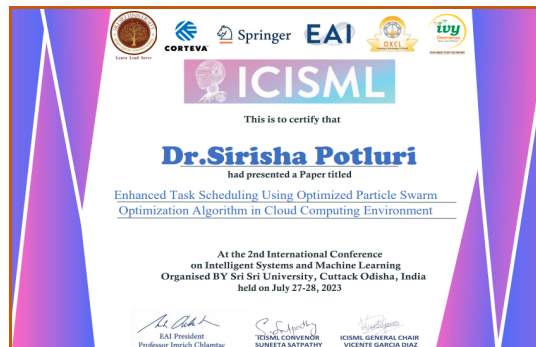 Learn Lead Serve
CORTEVA
Springer
EAI
ivy
ICISML
This is to certify that
Dr.Sirisha Potluri
had presented a Paper titled
Enhanced Task Scheduling Using Optimized Particle Swarm
Optimization Algorithm in Cloud Computing Environment
At the 2nd International Conference
on Intelligent Systems and Machine Learning
Organised BY Sri Sri University, Cuttack Odisha, India
held on July 27-28, 2023
EAI President
Professor Imrich Chlamtac
ICISML CONVENOR
SUNEETA SATPATHY
ICISML GENERAL CHAIR
VICENTE GARCIA DIAZ